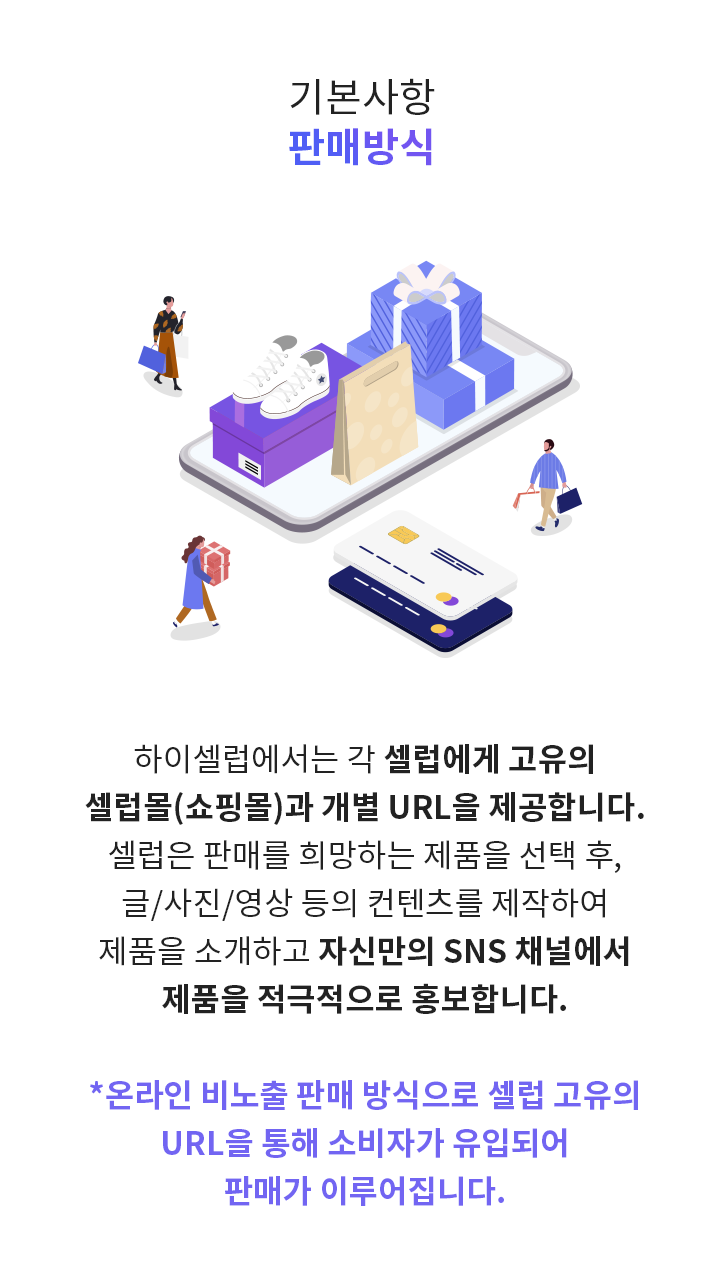 기본사항
판매방식
하이셀럽에서는 각 셀럽에게 고유의
셀럽몰(쇼핑몰)과 개별 URL을 제공합니다.
셀럽은 판매를 희망하는 제품을 선택 후,
글/사진/영상 등의 컨텐츠를 제작하여
제품을 소개하고 자신만의 SNS 채널에서
제품을 적극적으로 홍보합니다.
*온라인 비노출 판매 방식으로 셀럽 고유의
URL을 통해 소비자가 유입되어
판매가 이루어집니다.